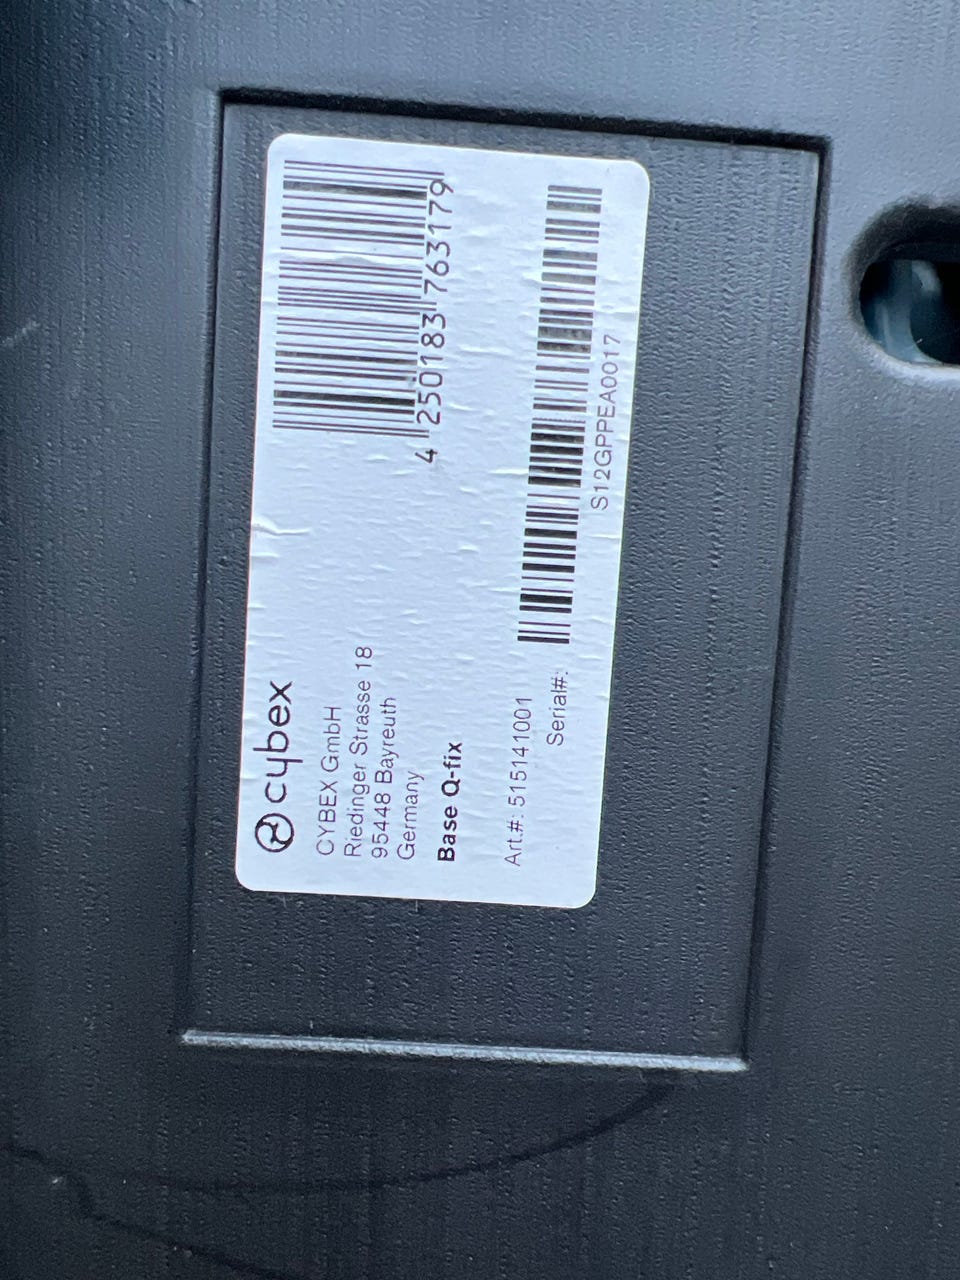 cybex
CYBEX GmbH
Riedinger Strasse 18
95448 Bayreuth
Germany
Base Q-fix
4 250183 763179
Art.#: 515141001
Serial#:
S12GPPEA0017